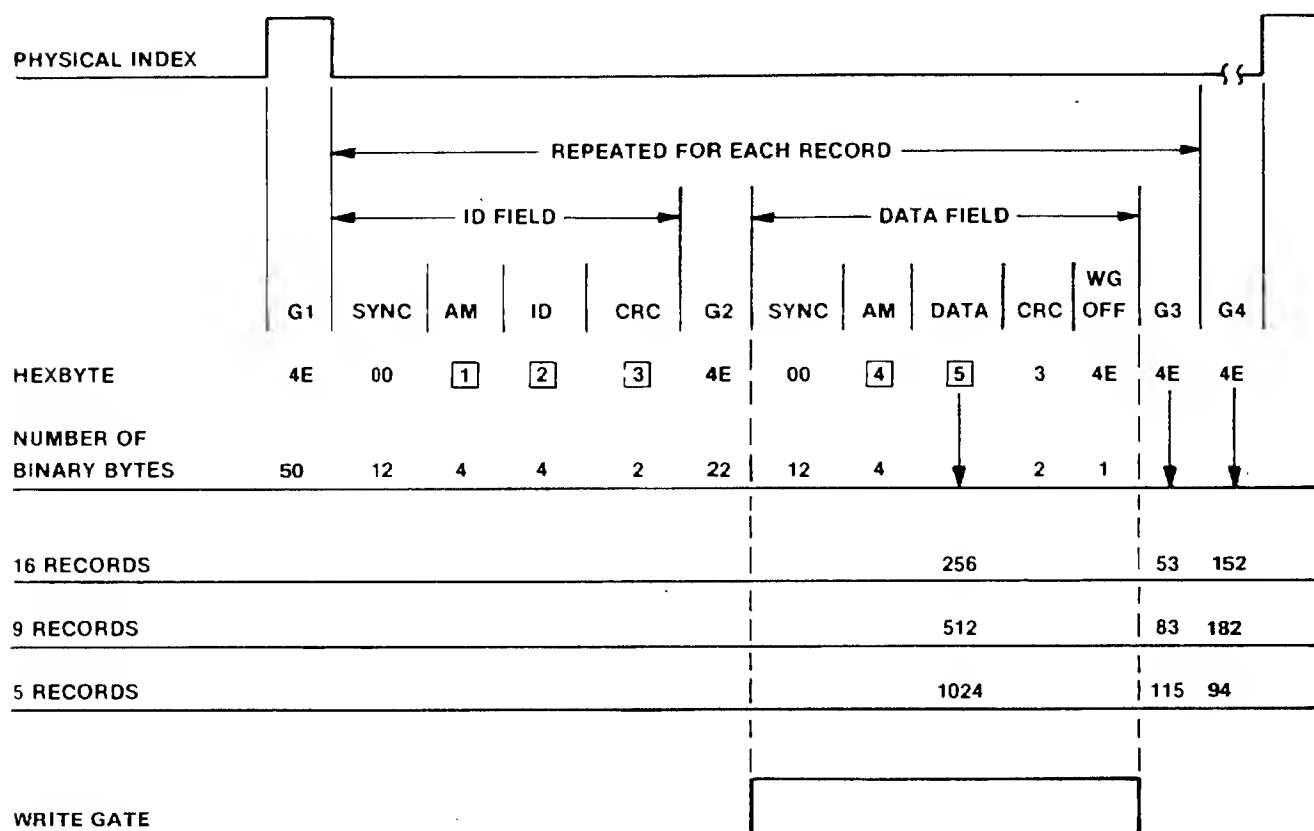 PHYSICAL INDEX
REPEATED FOR EACH RECORD
ID FIELD DATA FIELD
WG
G1 SYNC AM ID CRC G2 SYNC AM DATA CRC OFF G3 G4
HEXBYTE 4E 00 1 2 3 4E 00 4 5 3 4E 4E 4E
NUMBER OF
BINARY BYTES 50 12 4 4 2 22 12 4 2 1
16 RECORDS 256 53 152
9 RECORDS 512 83 182
5 RECORDS 1024 115 94
WRITE GATE